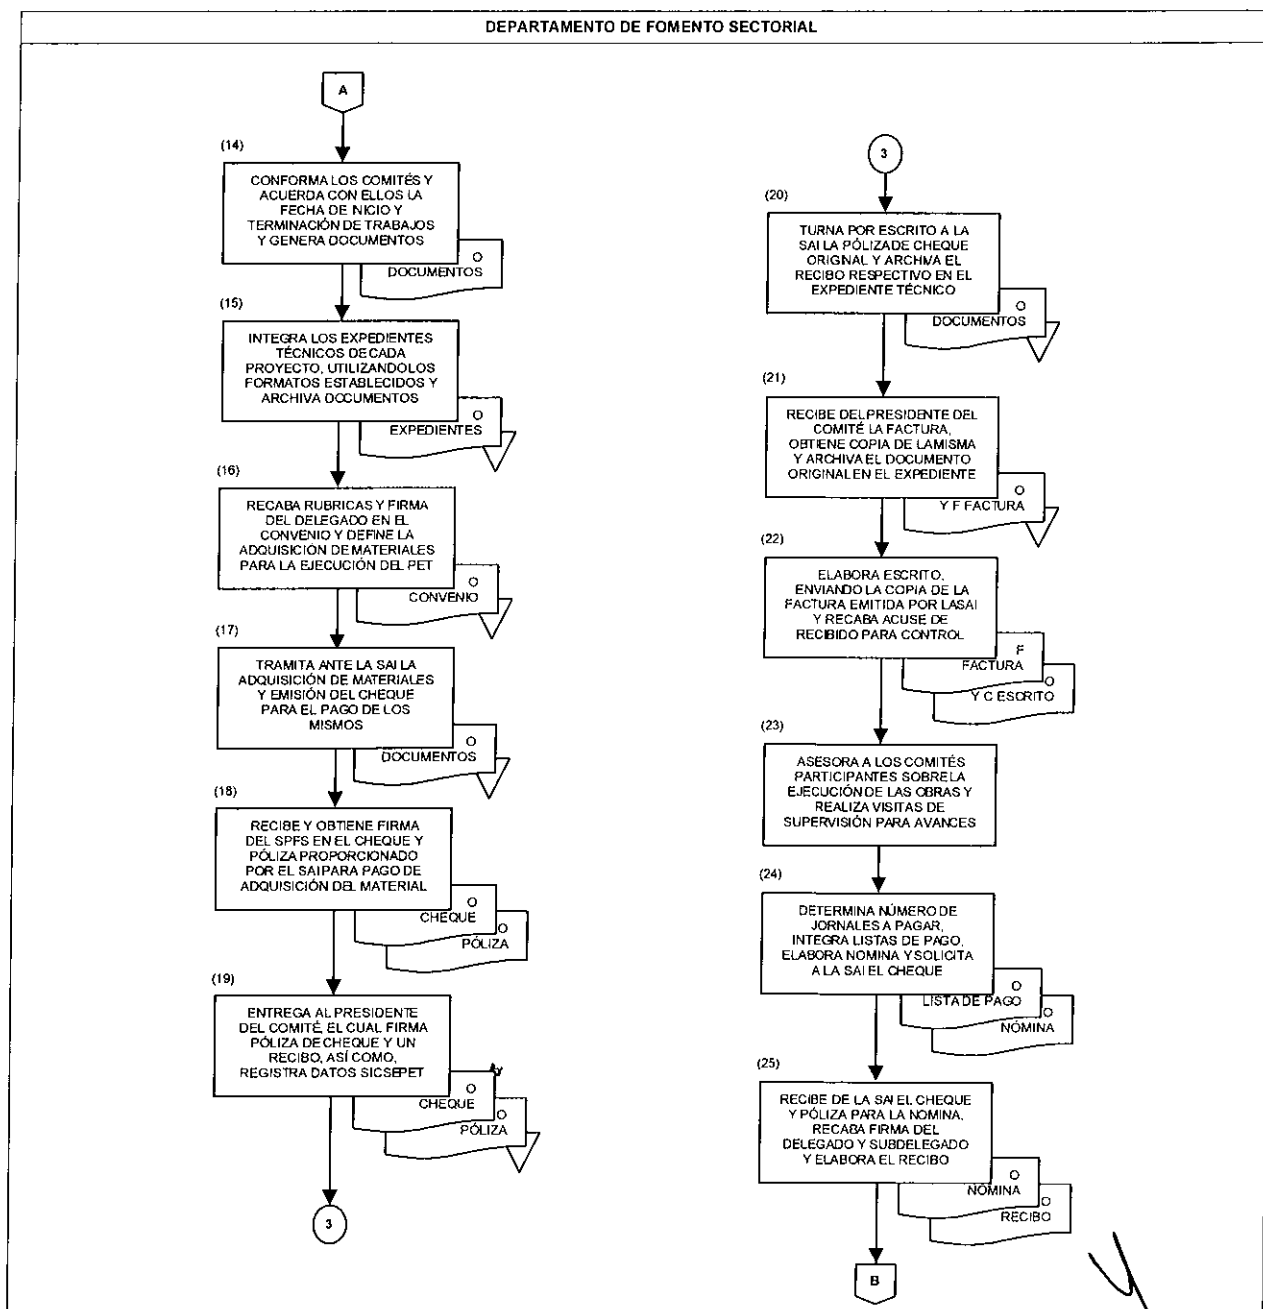 DEPARTAMENTO DE FOMENTO SECTORIAL
A
(14)
CONFORMA LOS COMITÉS Y
ACUERDA CON ELLOS LA
FECHA DE NICIO Y
TERMINACIÓN DE TRABAJOS
Y GENERA DOCUMENTOS
O
DOCUMENTOS
(15)
INTEGRA LOS EXPEDIENTES
TÉCNICOS DE CADA
PROYECTO, UTILIZANDOLOS
FORMATOS ESTABLECIDOS Y
ARCHIVA DOCUMENTOS
O
EXPEDIENTES
(16)
RECABA RUBRICAS Y FIRMA
DEL DELEGADO EN EL
CONVENIO Y DEFINE LA
ADQUISICIÓN DE MATERIALES
PARA LA EJECUCIÓN DEL PET
O
CONVENIO
(17)
TRAMITA ANTE LA SAI LA
ADQUISICIÓN DE MATERIALES
Y EMISIÓN DEL CHEQUE
PARA EL PAGO DE LOS
MISMOS
O
DOCUMENTOS
(18)
RECIBE Y OBTIENE FIRMA
DEL SPFS EN EL CHEQUE Y
PÓLIZA PROPORCIONADO
POR EL SAI PARA PAGO DE
ADQUISICIÓN DEL MATERIAL
O
CHEQUE
O
PÓLIZA
(19)
ENTREGA AL PRESIDENTE
DEL COMITÉ, EL CUAL FIRMA
PÓLIZA DE CHEQUE Y UN
RECIBO, ASÍ COMO,
REGISTRA DATOS SICSEPET
O
CHEQUE
O
PÓLIZA
3
3
(20)
TURNA POR ESCRITO A LA
SAI LA PÓLIZA DE CHEQUE
ORIGNAL Y ARCHIVA EL
RECIBO RESPECTIVO EN EL
EXPEDIENTE TÉCNICO
O
DOCUMENTOS
(21)
RECIBE DEL PRESIDENTE DEL
COMITÉ LA FACTURA,
OBTIENE COPIA DE LA MISMA
Y ARCHIVA EL DOCUMENTO
ORIGINAL EN EL EXPEDIENTE
O
Y F FACTURA
(22)
ELABORA ESCRITO,
ENVIANDO LA COPIA DE LA
FACTURA EMITIDA POR LASAI
Y RECABA ACUSE DE
RECIBIDO PARA CONTROL
F
FACTURA
O
Y C ESCRITO
(23)
ASESORA A LOS COMITÉS
PARTICIPANTES SOBRE LA
EJECUCIÓN DE LAS OBRAS Y
REALIZA VISITAS DE
SUPERVISIÓN PARA AVANCES
(24)
DETERMINA NÚMERO DE
JORNALES A PAGAR,
INTEGRA LISTAS DE PAGO,
ELABORA NOMINA Y SOLICITA
A LA SAI EL CHEQUE
O
LISTA DE PAGO
O
NÓMINA
(25)
RECIBE DE LA SAI EL CHEQUE
Y PÓLIZA PARA LA NOMINA,
RECABA FIRMA DEL
DELEGADO Y SUBDELEGADO
Y ELABORA EL RECIBO
O
NÓMINA
O
RECIBO
B